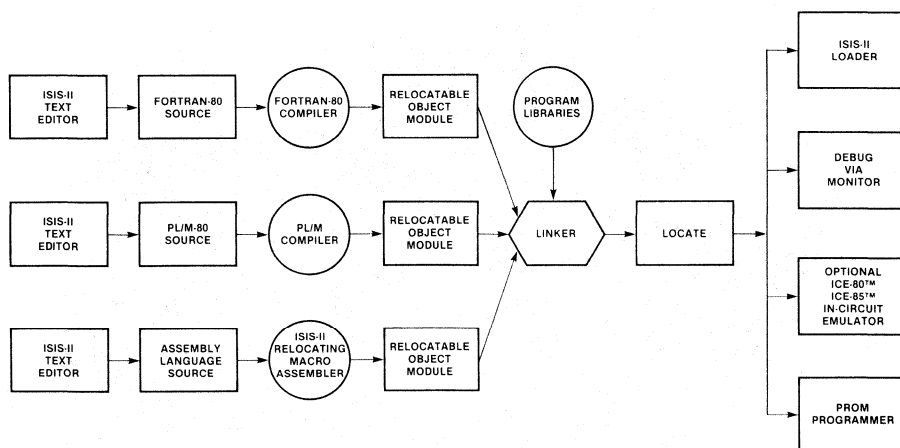 ISIS-II
TEXT
EDITOR
FORTRAN-80
SOURCE
FORTRAN-80
COMPILER
RELOCATABLE
OBJECT
MODULE
PROGRAM
LIBRARIES
ISIS-II
TEXT
EDITOR
PL/M-80
SOURCE
PL/M
COMPILER
RELOCATABLE
OBJECT
MODULE
LINKER
LOCATE
ISIS-II
TEXT
EDITOR
ASSEMBLY
LANGUAGE
SOURCE
ISIS-II
RELOCATING
MACRO
ASSEMBLER
RELOCATABLE
OBJECT
MODULE
ISIS-II
LOADER
DEBUG
VIA
MONITOR
OPTIONAL
ICE-80™
ICE-85™
IN-CIRCUIT
EMULATOR
PROM
PROGRAMMER